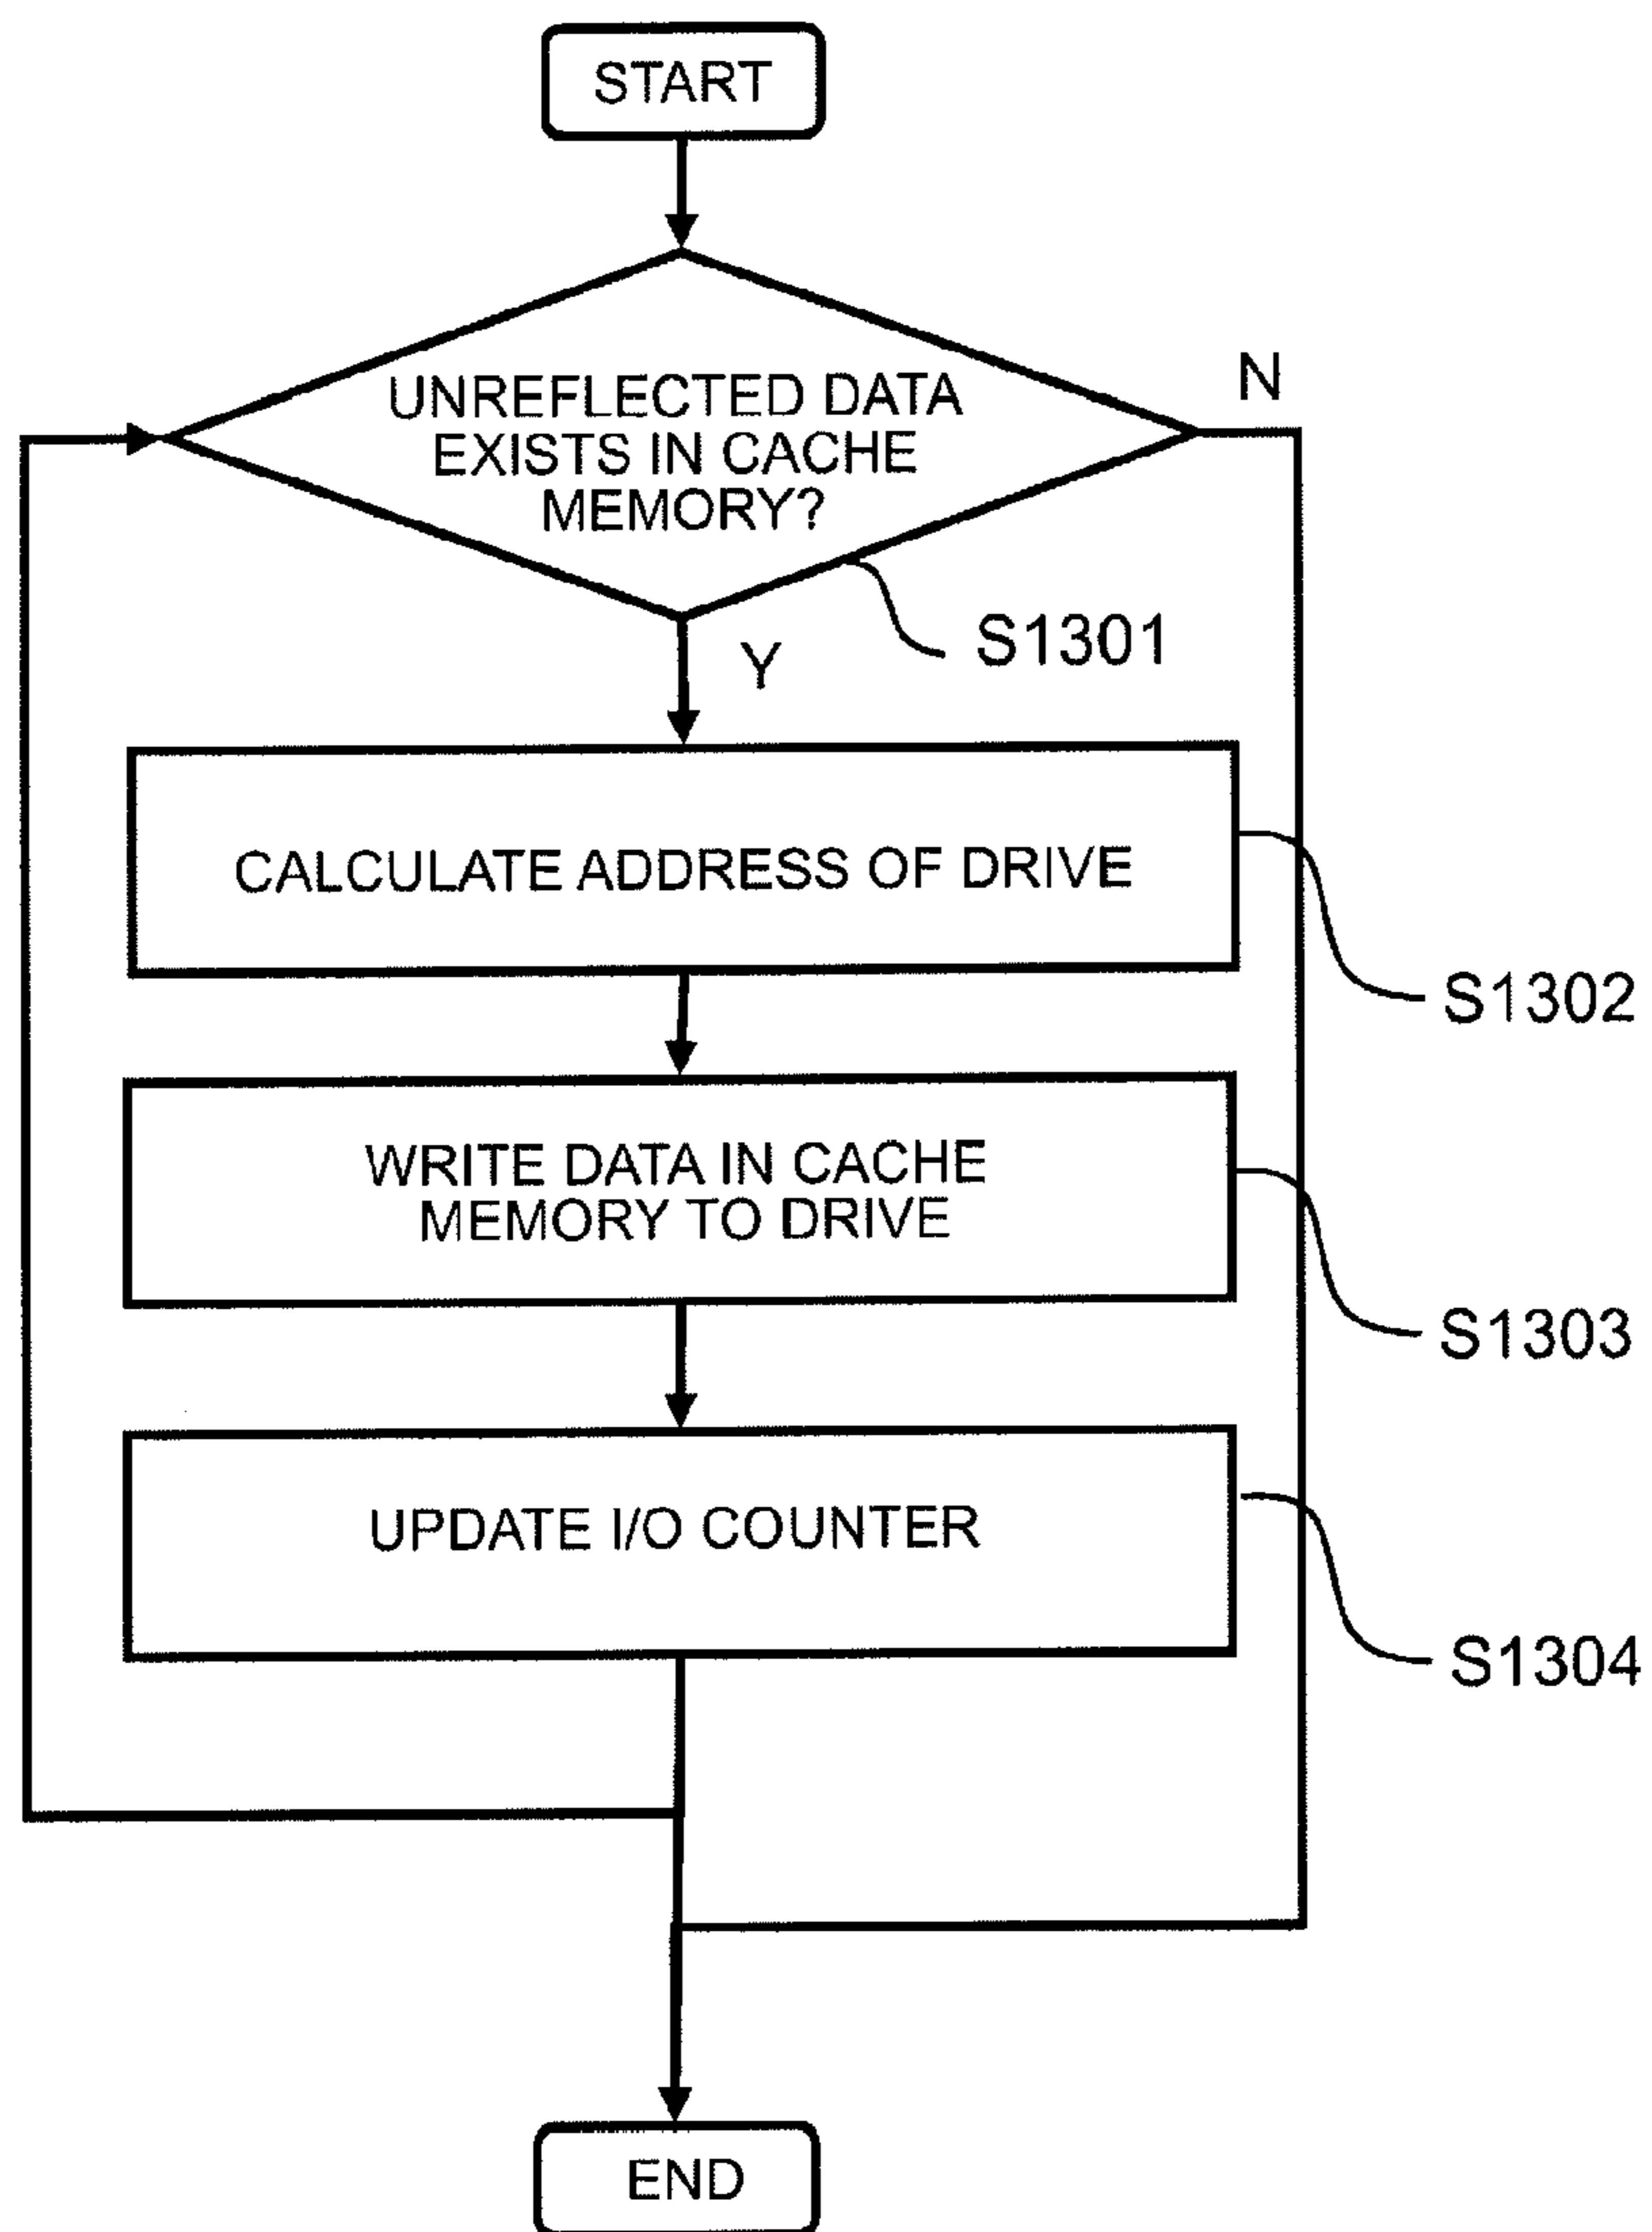 START
UNREFLECTED DATA
EXISTS IN CACHE
MEMORY?
N
S1301
Y
CALCULATE ADDRESS OF DRIVE
S1302
WRITE DATA IN CACHE
MEMORY TO DRIVE
S1303
UPDATE I/O COUNTER
S1304
END